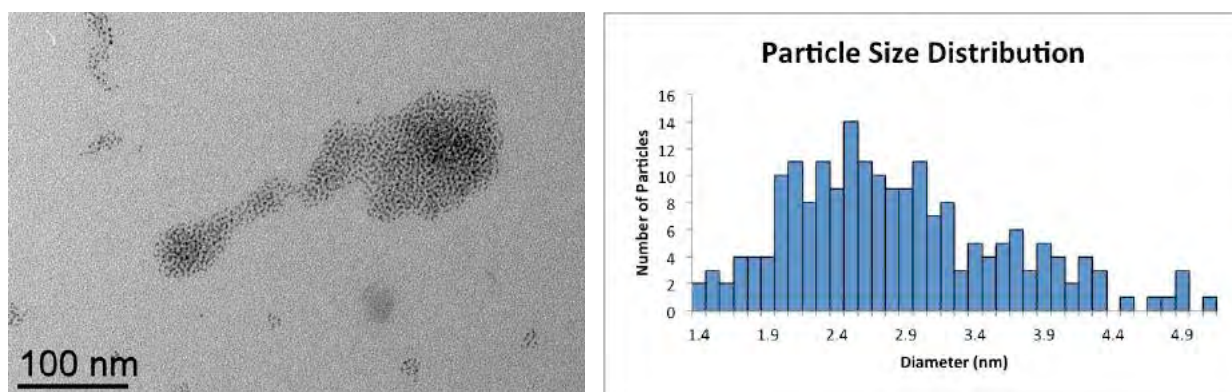 100 nm
Particle Size Distribution
Number of Particles
16
14
12
10
8
6
4
2
0
1.4 1.9 2.4 2.9 3.4 3.9 4.4 4.9
Diameter (nm)